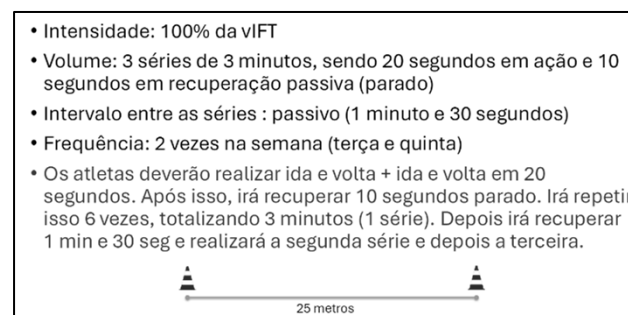 • Intensidade: 100% da vIFT
• Volume: 3 séries de 3 minutos, sendo 20 segundos em ação e 10
segundos em recuperação passiva (parado)
• Intervalo entre as séries : passivo (1 minuto e 30 segundos)
• Frequência: 2 vezes na semana (terça e quinta)
• Os atletas deverão realizar ida e volta + ida e volta em 20
segundos. Após isso, irá recuperar 10 segundos parado. Irá repetir
isso 6 vezes, totalizando 3 minutos (1 série). Depois irá recuperar
1 min e 30 seg e realizará a segunda série e depois a terceira.
25 metros